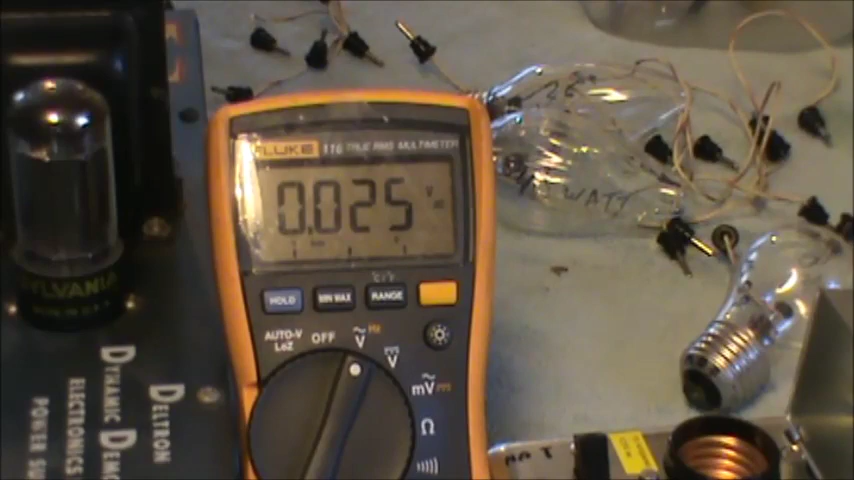 FLUKE 116 TRUE RMS MULTIMETER
0.025 V
HOLD
MIN MAX
RANGE
AUTO-V
LoZ
OFF
V
Hz
V
mV
Ω
SYLVANIA
DELTRON
DYNAMIC DEMO
ELECTRONICS
POWER SU
WATT